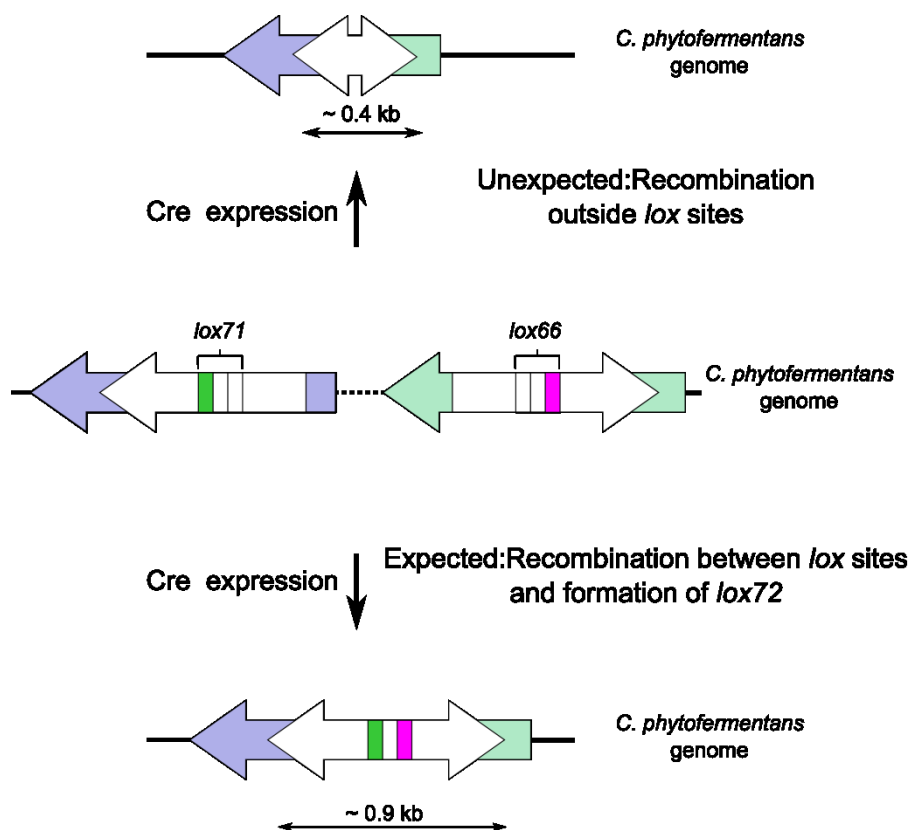 C. phytofermentans
genome
~ 0.4 kb
Unexpected:Recombination
outside lox sites
Cre expression
lox71
lox66
C. phytofermentans
genome
Expected:Recombination between lox sites
and formation of lox72
Cre expression
C. phytofermentans
genome
~ 0.9 kb